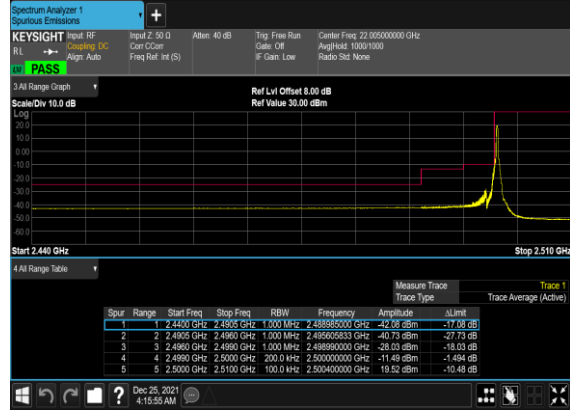 Spectrum Analyzer 1
Spurious Emissions
KEYSIGHT Input: RF Input Z: 50 Ω Atten: 40 dB Trig: Free Run Center Freq: 22.005000000 GHz
RL Coupling: DC Corr CCorr Gate: Off Avg|Hold: 1000/1000
Align: Auto Freq Ref: Int (S) IF Gain: Low Radio Std: None
PASS
3 All Range Graph Ref Lvl Offset 8.00 dB
Scale/Div 10.0 dB Ref Value 30.00 dBm
Log
20.0
10.0
0.00
-10.0
-20.0
-30.0
-40.0
-50.0
-60.0
Start 2.440 GHz Stop 2.510 GHz
4 All Range Table
Measure Trace Trace 1
Trace Type Trace Average (Active)
Spur Range Start Freq Stop Freq RBW Frequency Amplitude ΔLimit
1 1 2.4400 GHz 2.4905 GHz 1.000 MHz 2.488985000 GHz -42.08 dBm -17.08 dB
2 2 2.4905 GHz 2.4960 GHz 1.000 MHz 2.495605833 GHz -40.73 dBm -27.73 dB
3 3 2.4960 GHz 2.4990 GHz 1.000 MHz 2.498990000 GHz -28.03 dBm -18.03 dB
4 4 2.4990 GHz 2.5000 GHz 200.0 kHz 2.500000000 GHz -11.49 dBm -1.494 dB
5 5 2.5000 GHz 2.5100 GHz 100.0 kHz 2.500400000 GHz 19.52 dBm -10.48 dB
Dec 25, 2021
4:15:55 AM